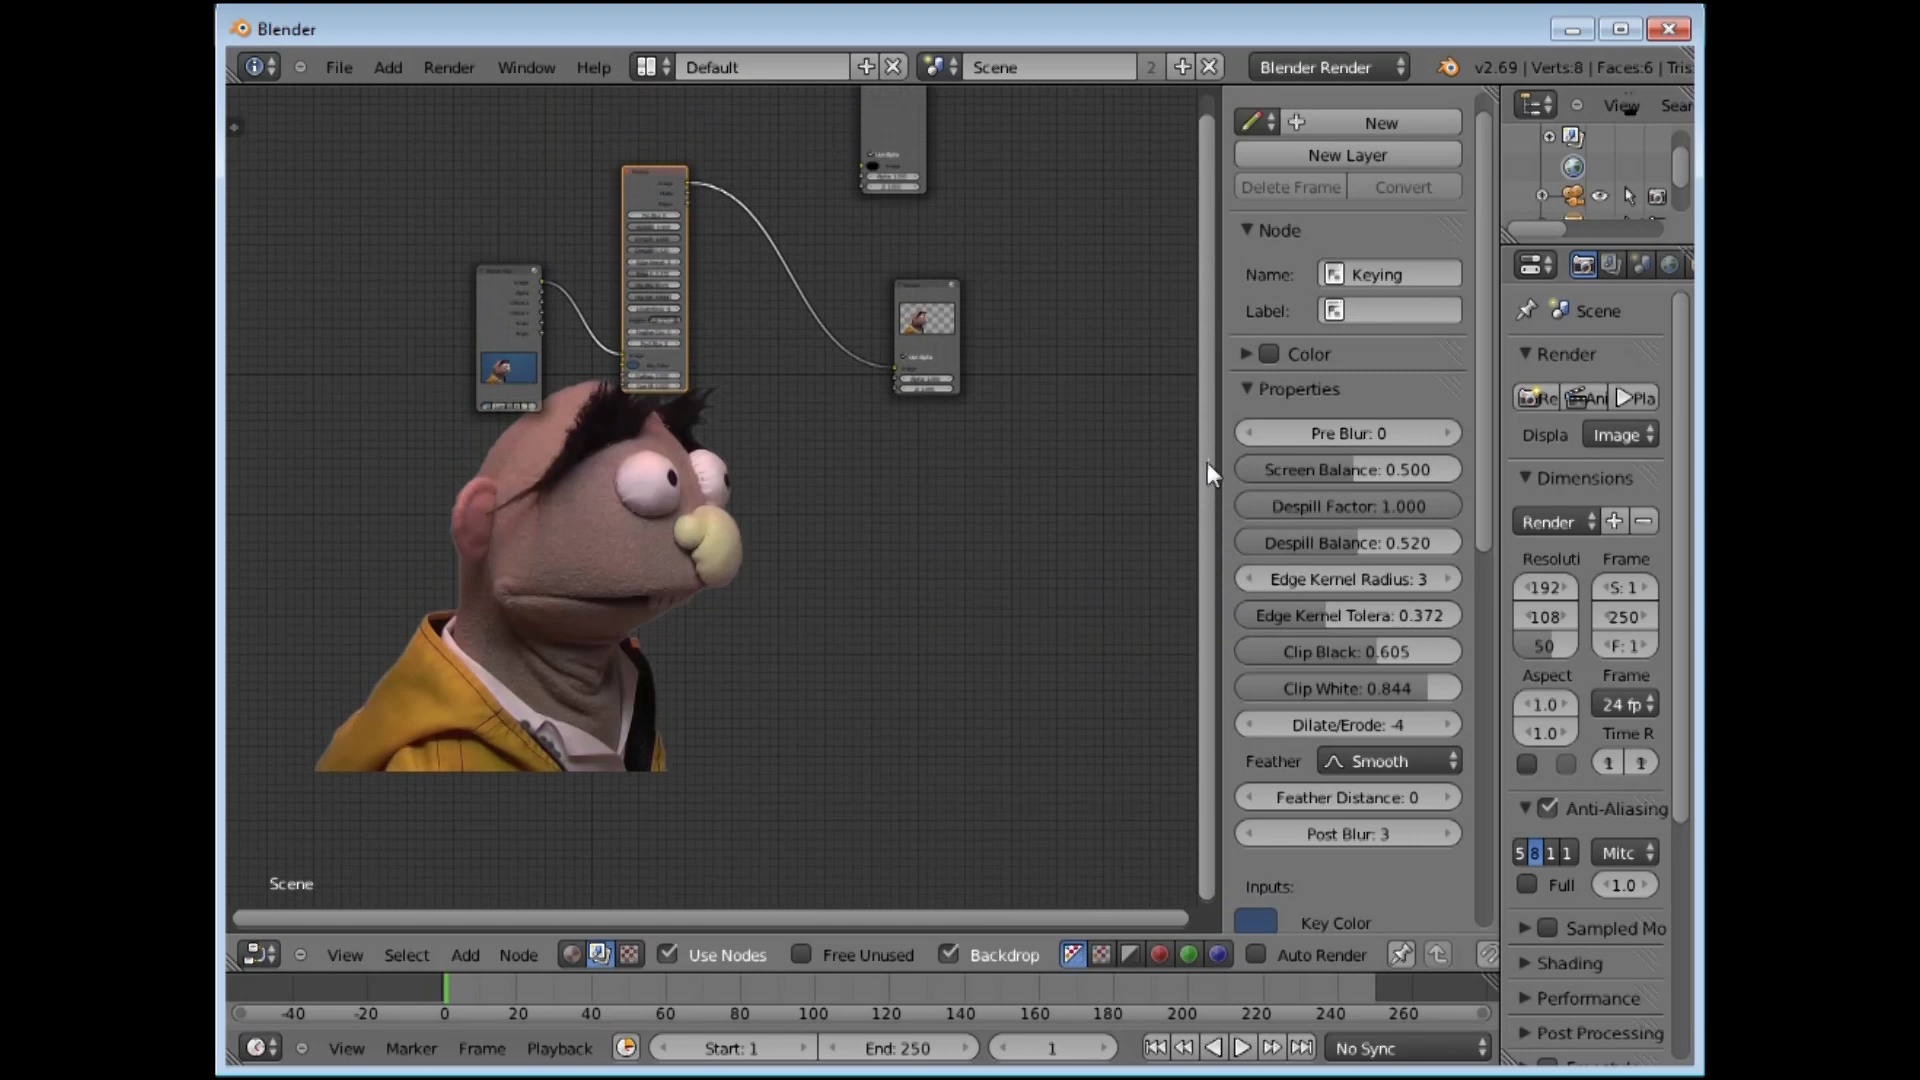 Blender
File Add Render Window Help Default Scene 2 Blender Render v2.69 | Verts:8 | Faces:6 | Tris:
View Sear
New
New Layer
Delete Frame Convert
Node
Name: Keying
Label:
Color
Properties
Pre Blur: 0
Screen Balance: 0.500
Despill Factor: 1.000
Despill Balance: 0.520
Edge Kernel Radius: 3
Edge Kernel Tolera: 0.372
Clip Black: 0.605
Clip White: 0.844
Dilate/Erode: -4
Feather Smooth
Feather Distance: 0
Post Blur: 3
Inputs:
Key Color
Scene
Render
Re Ani Pla
Displa Image
Dimensions
Render
Resoluti Frame
192 S: 1
108 250
50 F: 1
Aspect Frame
1.0 24 fp
1.0 Time R
1 1
Anti-Aliasing
5 8 1 1 Mitc
Full 1.0
Sampled Mo
Shading
Performance
Post Processing
Scene
View Select Add Node Use Nodes Free Unused Backdrop Auto Render
-40 -20 0 20 40 60 80 100 120 140 160 180 200 220 240 260
View Marker Frame Playback Start: 1 End: 250 1 No Sync